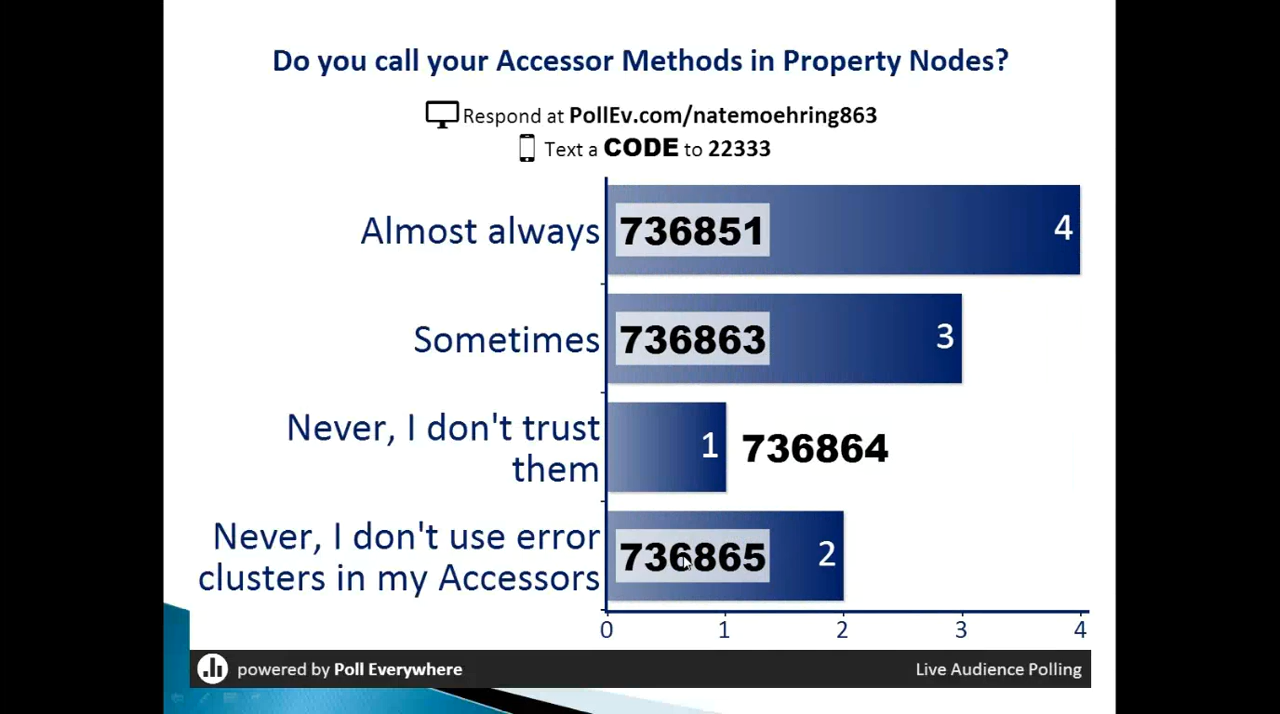 Do you call your Accessor Methods in Property Nodes?
Respond at PollEv.com/natemoehring863
Text a CODE to 22333
Almost always 736851 4
Sometimes 736863 3
Never, I don't trust
them
1 736864
Never, I don't use error
clusters in my Accessors
736865 2
0 1 2 3 4
powered by Poll Everywhere Live Audience Polling